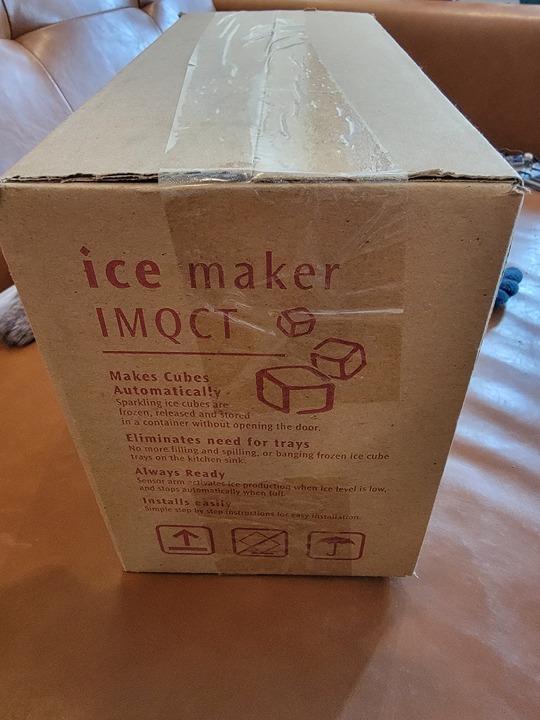 ice maker
IMQCT
Makes Cubes
Automatically
Sparkling ice cubes are
frozen, released and stored
in a container without opening the door.
Eliminates need for trays
No more filling and spilling, or banging frozen ice cube
trays on the kitchen sink.
Always Ready
Sensor arm activates ice production when ice level is low,
and stops automatically when full.
Installs easily
Simple step by step instructions for easy installation.